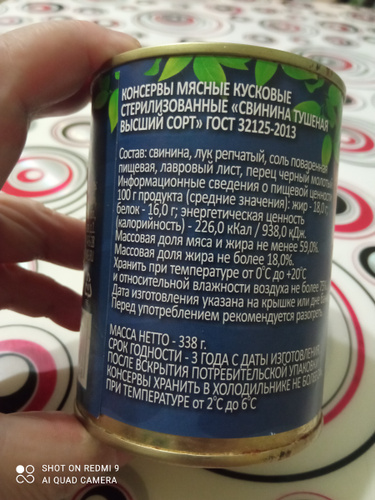 КОНСЕРВЫ МЯСНЫЕ КУСКОВЫЕ
СТЕРИЛИЗОВАННЫЕ «СВИНИНА ТУШЕНАЯ
ВЫСШИЙ СОРТ» ГОСТ 32125-2013
Состав: свинина, лук репчатый, соль поваренная
пищевая, лавровый лист, перец черный молотый
Информационные сведения о пищевой ценности
100 г продукта (средние значения): жир - 18,0 г;
белок - 16,0 г; энергетическая ценность
(калорийность) - 226,0 кКал / 938,0 кДж.
Массовая доля мяса и жира не менее 59,0%.
Массовая доля жира не более 18,0%.
Хранить при температуре от 0°С до +20°С
и относительной влажности воздуха не более 75%
Дата изготовления указана на крышке или дне
Перед употреблением рекомендуется разогреть
МАССА НЕТТО - 338 г.
СРОК ГОДНОСТИ - 3 ГОДА С ДАТЫ ИЗГОТОВЛЕНИЯ
ПОСЛЕ ВСКРЫТИЯ ПОТРЕБИТЕЛЬСКОЙ УПАКОВКИ
КОНСЕРВЫ ХРАНИТЬ В ХОЛОДИЛЬНИКЕ НЕ БОЛЕЕ
ПРИ ТЕМПЕРАТУРЕ ОТ 2°С ДО 6°С
SHOT ON REDMI 9
AI QUAD CAMERA